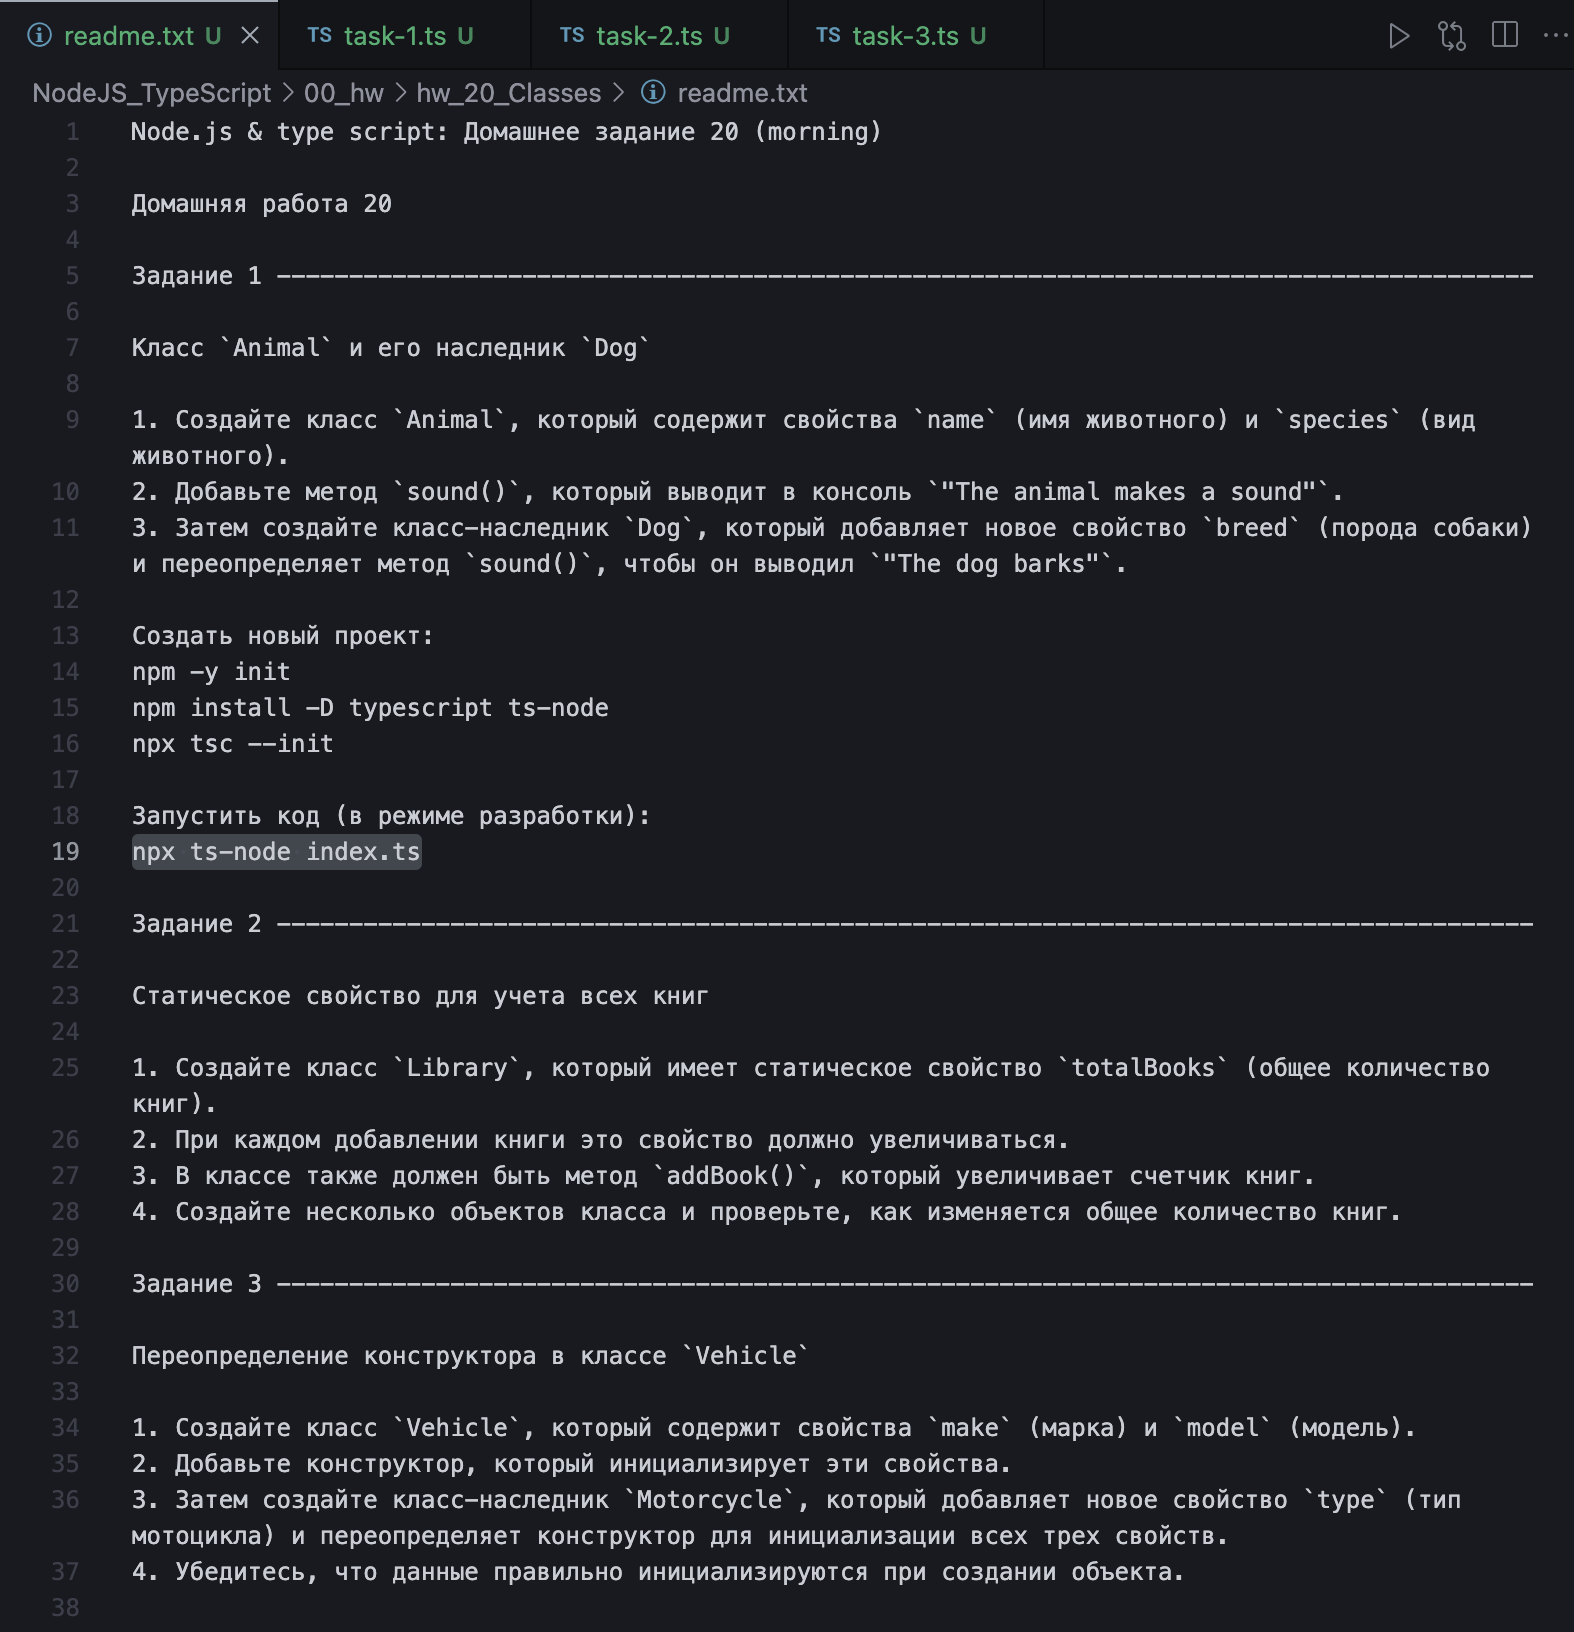 readme.txt U
TS task-1.ts U
TS task-2.ts U
TS task-3.ts U
NodeJS_TypeScript > 00_hw > hw_20_Classes > readme.txt
1 Node.js & type script: Домашнее задание 20 (morning)
2
3 Домашняя работа 20
4
5 Задание 1 ---------------------------------------------------------------------------------------
6
7 Класс `Animal` и его наследник `Dog`
8
9 1. Создайте класс `Animal`, который содержит свойства `name` (имя животного) и `species` (вид
животного).
10 2. Добавьте метод `sound()`, который выводит в консоль `"The animal makes a sound"`.
11 3. Затем создайте класс-наследник `Dog`, который добавляет новое свойство `breed` (порода собаки)
и переопределяет метод `sound()`, чтобы он выводил `"The dog barks"`.
12
13 Создать новый проект:
14 npm -y init
15 npm install -D typescript ts-node
16 npx tsc --init
17
18 Запустить код (в режиме разработки):
19 npx ts-node index.ts
20
21 Задание 2 ---------------------------------------------------------------------------------------
22
23 Статическое свойство для учета всех книг
24
25 1. Создайте класс `Library`, который имеет статическое свойство `totalBooks` (общее количество
книг).
26 2. При каждом добавлении книги это свойство должно увеличиваться.
27 3. В классе также должен быть метод `addBook()`, который увеличивает счетчик книг.
28 4. Создайте несколько объектов класса и проверьте, как изменяется общее количество книг.
29
30 Задание 3 ---------------------------------------------------------------------------------------
31
32 Переопределение конструктора в классе `Vehicle`
33
34 1. Создайте класс `Vehicle`, который содержит свойства `make` (марка) и `model` (модель).
35 2. Добавьте конструктор, который инициализирует эти свойства.
36 3. Затем создайте класс-наследник `Motorcycle`, который добавляет новое свойство `type` (тип
мотоцикла) и переопределяет конструктор для инициализации всех трех свойств.
37 4. Убедитесь, что данные правильно инициализируются при создании объекта.
38